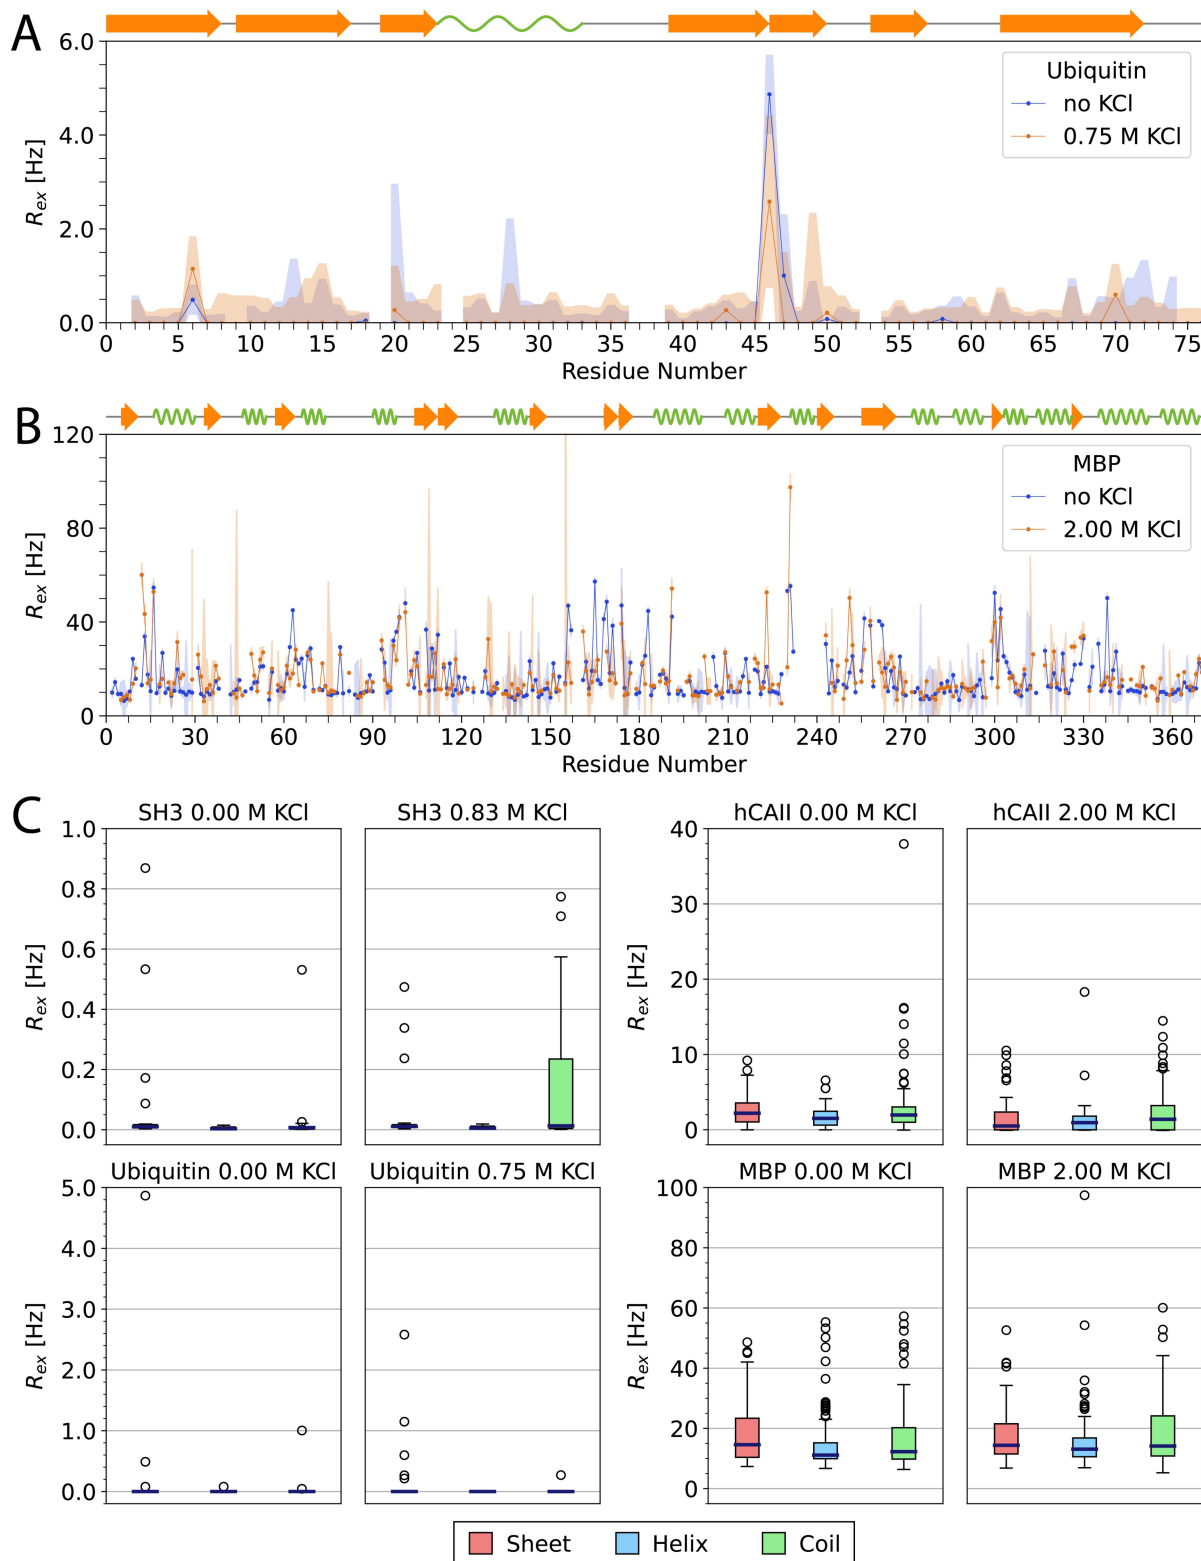 A
6.0
4.0
2.0
0.0
R_ex [Hz]
Ubiquitin
no KCl
0.75 M KCl
0 5 10 15 20 25 30 35 40 45 50 55 60 65 70 75
Residue Number
B
120
80
40
0
R_ex [Hz]
MBP
no KCl
2.00 M KCl
0 30 60 90 120 150 180 210 240 270 300 330 360
Residue Number
C
SH3 0.00 M KCl SH3 0.83 M KCl hCAII 0.00 M KCl hCAII 2.00 M KCl
1.0
0.8
0.6
0.4
0.2
0.0
R_ex [Hz]
40
30
20
10
0
R_ex [Hz]
Ubiquitin 0.00 M KCl Ubiquitin 0.75 M KCl MBP 0.00 M KCl MBP 2.00 M KCl
5.0
4.0
3.0
2.0
1.0
0.0
R_ex [Hz]
100
80
60
40
20
0
R_ex [Hz]
Sheet Helix Coil